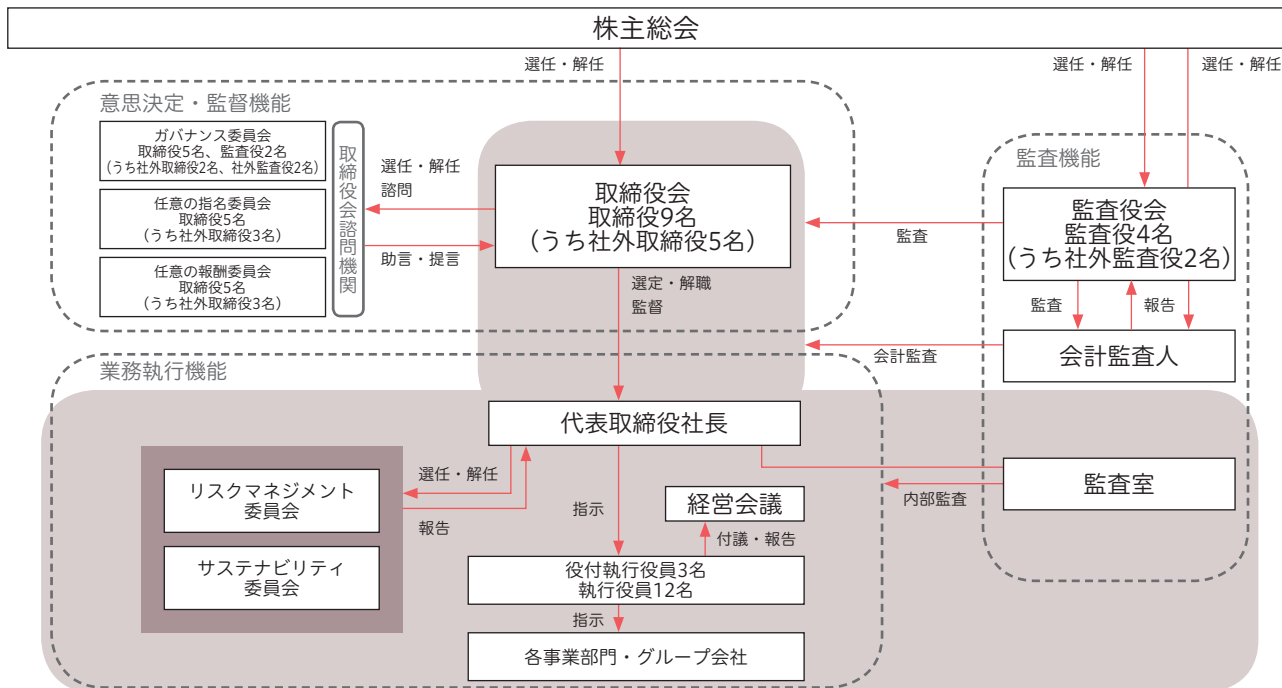 株主総会
選任・解任
選任・解任
選任・解任
意思決定・監督機能
ガバナンス委員会
取締役5名、監査役2名
(うち社外取締役2名、社外監査役2名)
任意の指名委員会
取締役5名
(うち社外取締役3名)
任意の報酬委員会
取締役5名
(うち社外取締役3名)
取締役会諮問機関
選任・解任
諮問
助言・提言
取締役会
取締役9名
(うち社外取締役5名)
選定・解職
監督
監査
監査機能
監査役会
監査役4名
(うち社外監査役2名)
監査
報告
会計監査人
会計監査
業務執行機能
代表取締役社長
リスクマネジメント
委員会
サステナビリティ
委員会
選任・解任
報告
指示
経営会議
付議・報告
役付執行役員3名
執行役員12名
指示
各事業部門・グループ会社
監査室
内部監査